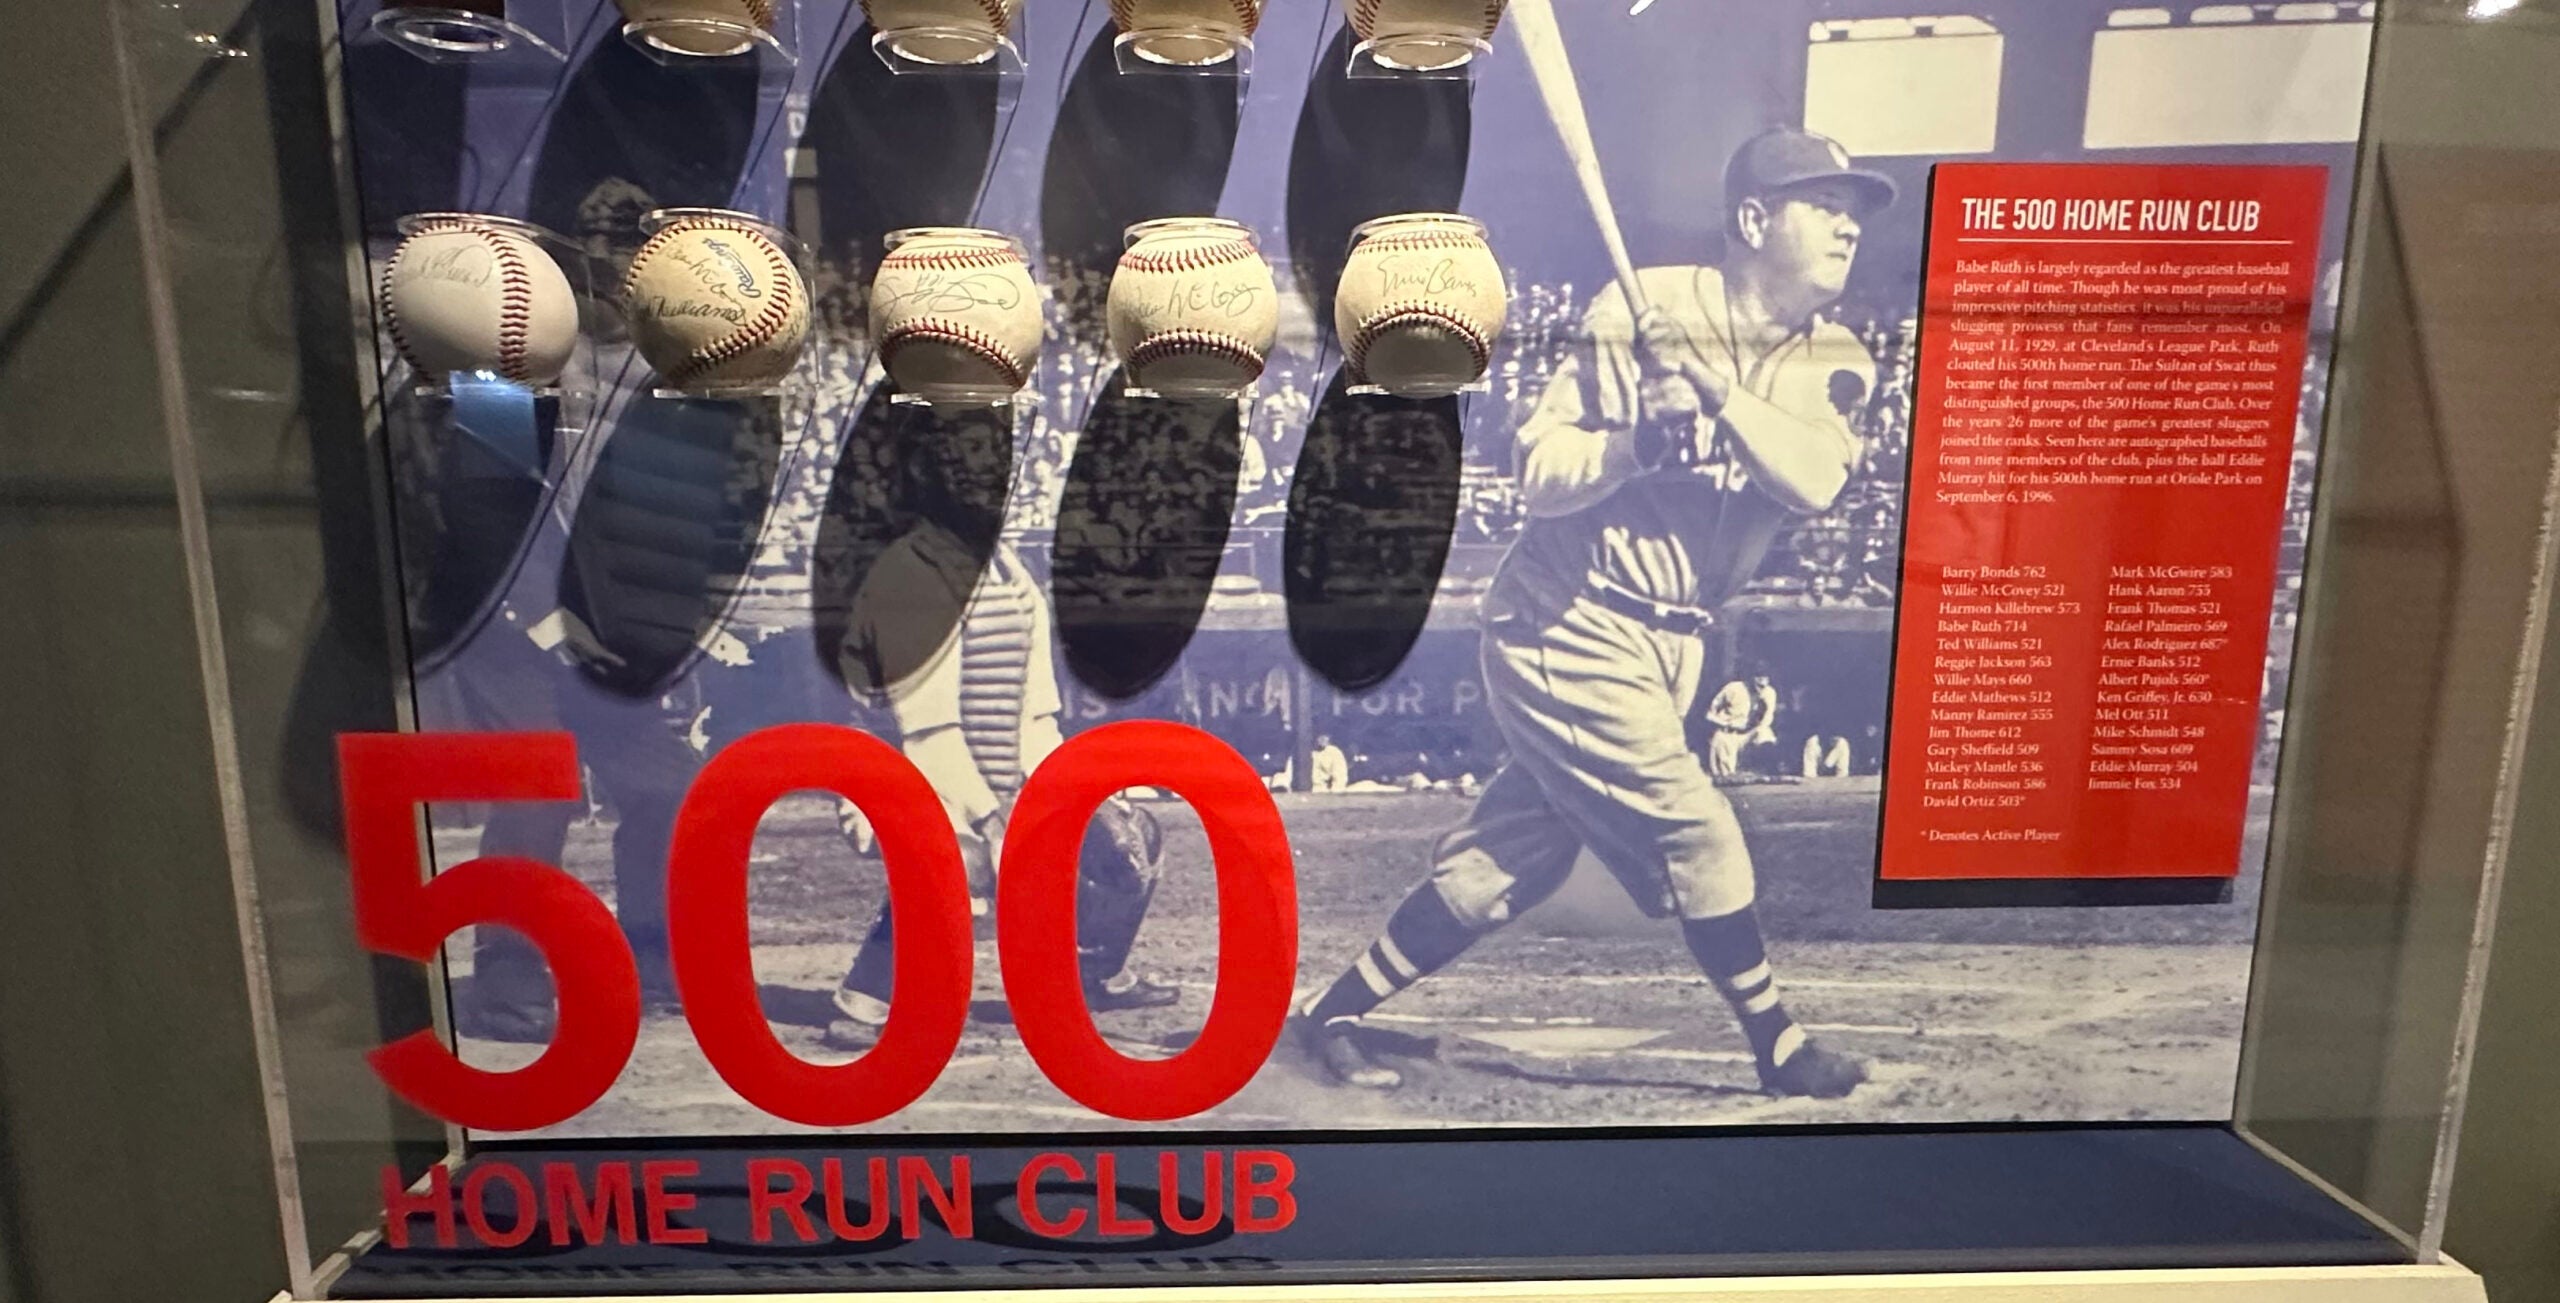 Rawlings
Williams
Willie McCovey
Ernie Banks
THE 500 HOME RUN CLUB
Babe Ruth is largely regarded as the greatest baseball
player of all time. Though he was most proud of his
impressive pitching statistics, it was his unparalleled
slugging prowess that fans remember most. On
August 11, 1929, at Cleveland's League Park, Ruth
clouted his 500th home run. The Sultan of Swat thus
became the first member of one of the game's most
distinguished groups, the 500 Home Run Club. Over
the years 26 more of the game's greatest sluggers
joined the ranks. Seen here are autographed baseballs
from nine members of the club, plus the ball Eddie
Murray hit for his 500th home run at Oriole Park on
September 6, 1996.
Barry Bonds 762
Willie McCovey 521
Harmon Killebrew 573
Babe Ruth 714
Ted Williams 521
Reggie Jackson 563
Willie Mays 660
Eddie Mathews 512
Manny Ramirez 555
Jim Thome 612
Gary Sheffield 509
Mickey Mantle 536
Frank Robinson 586
David Ortiz 503*
Mark McGwire 583
Hank Aaron 755
Frank Thomas 521
Rafael Palmeiro 569
Alex Rodriguez 687*
Ernie Banks 512
Albert Pujols 560*
Ken Griffey, Jr. 630
Mel Ott 511
Mike Schmidt 548
Sammy Sosa 609
Eddie Murray 504
Jimmie Fox 534
* Denotes Active Player
FOR
500
HOME RUN CLUB